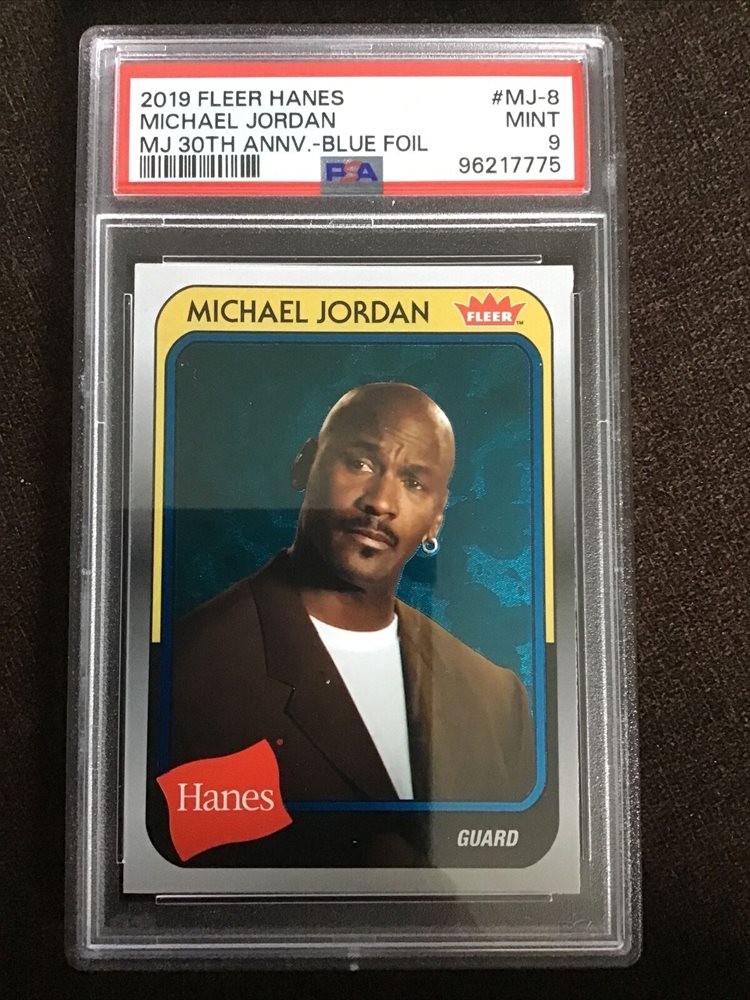 2019 FLEER HANES #MJ-8
MICHAEL JORDAN MINT
MJ 30TH ANNV.-BLUE FOIL 9
PSA 96217775
MICHAEL JORDAN FLEER™
Hanes®
GUARD